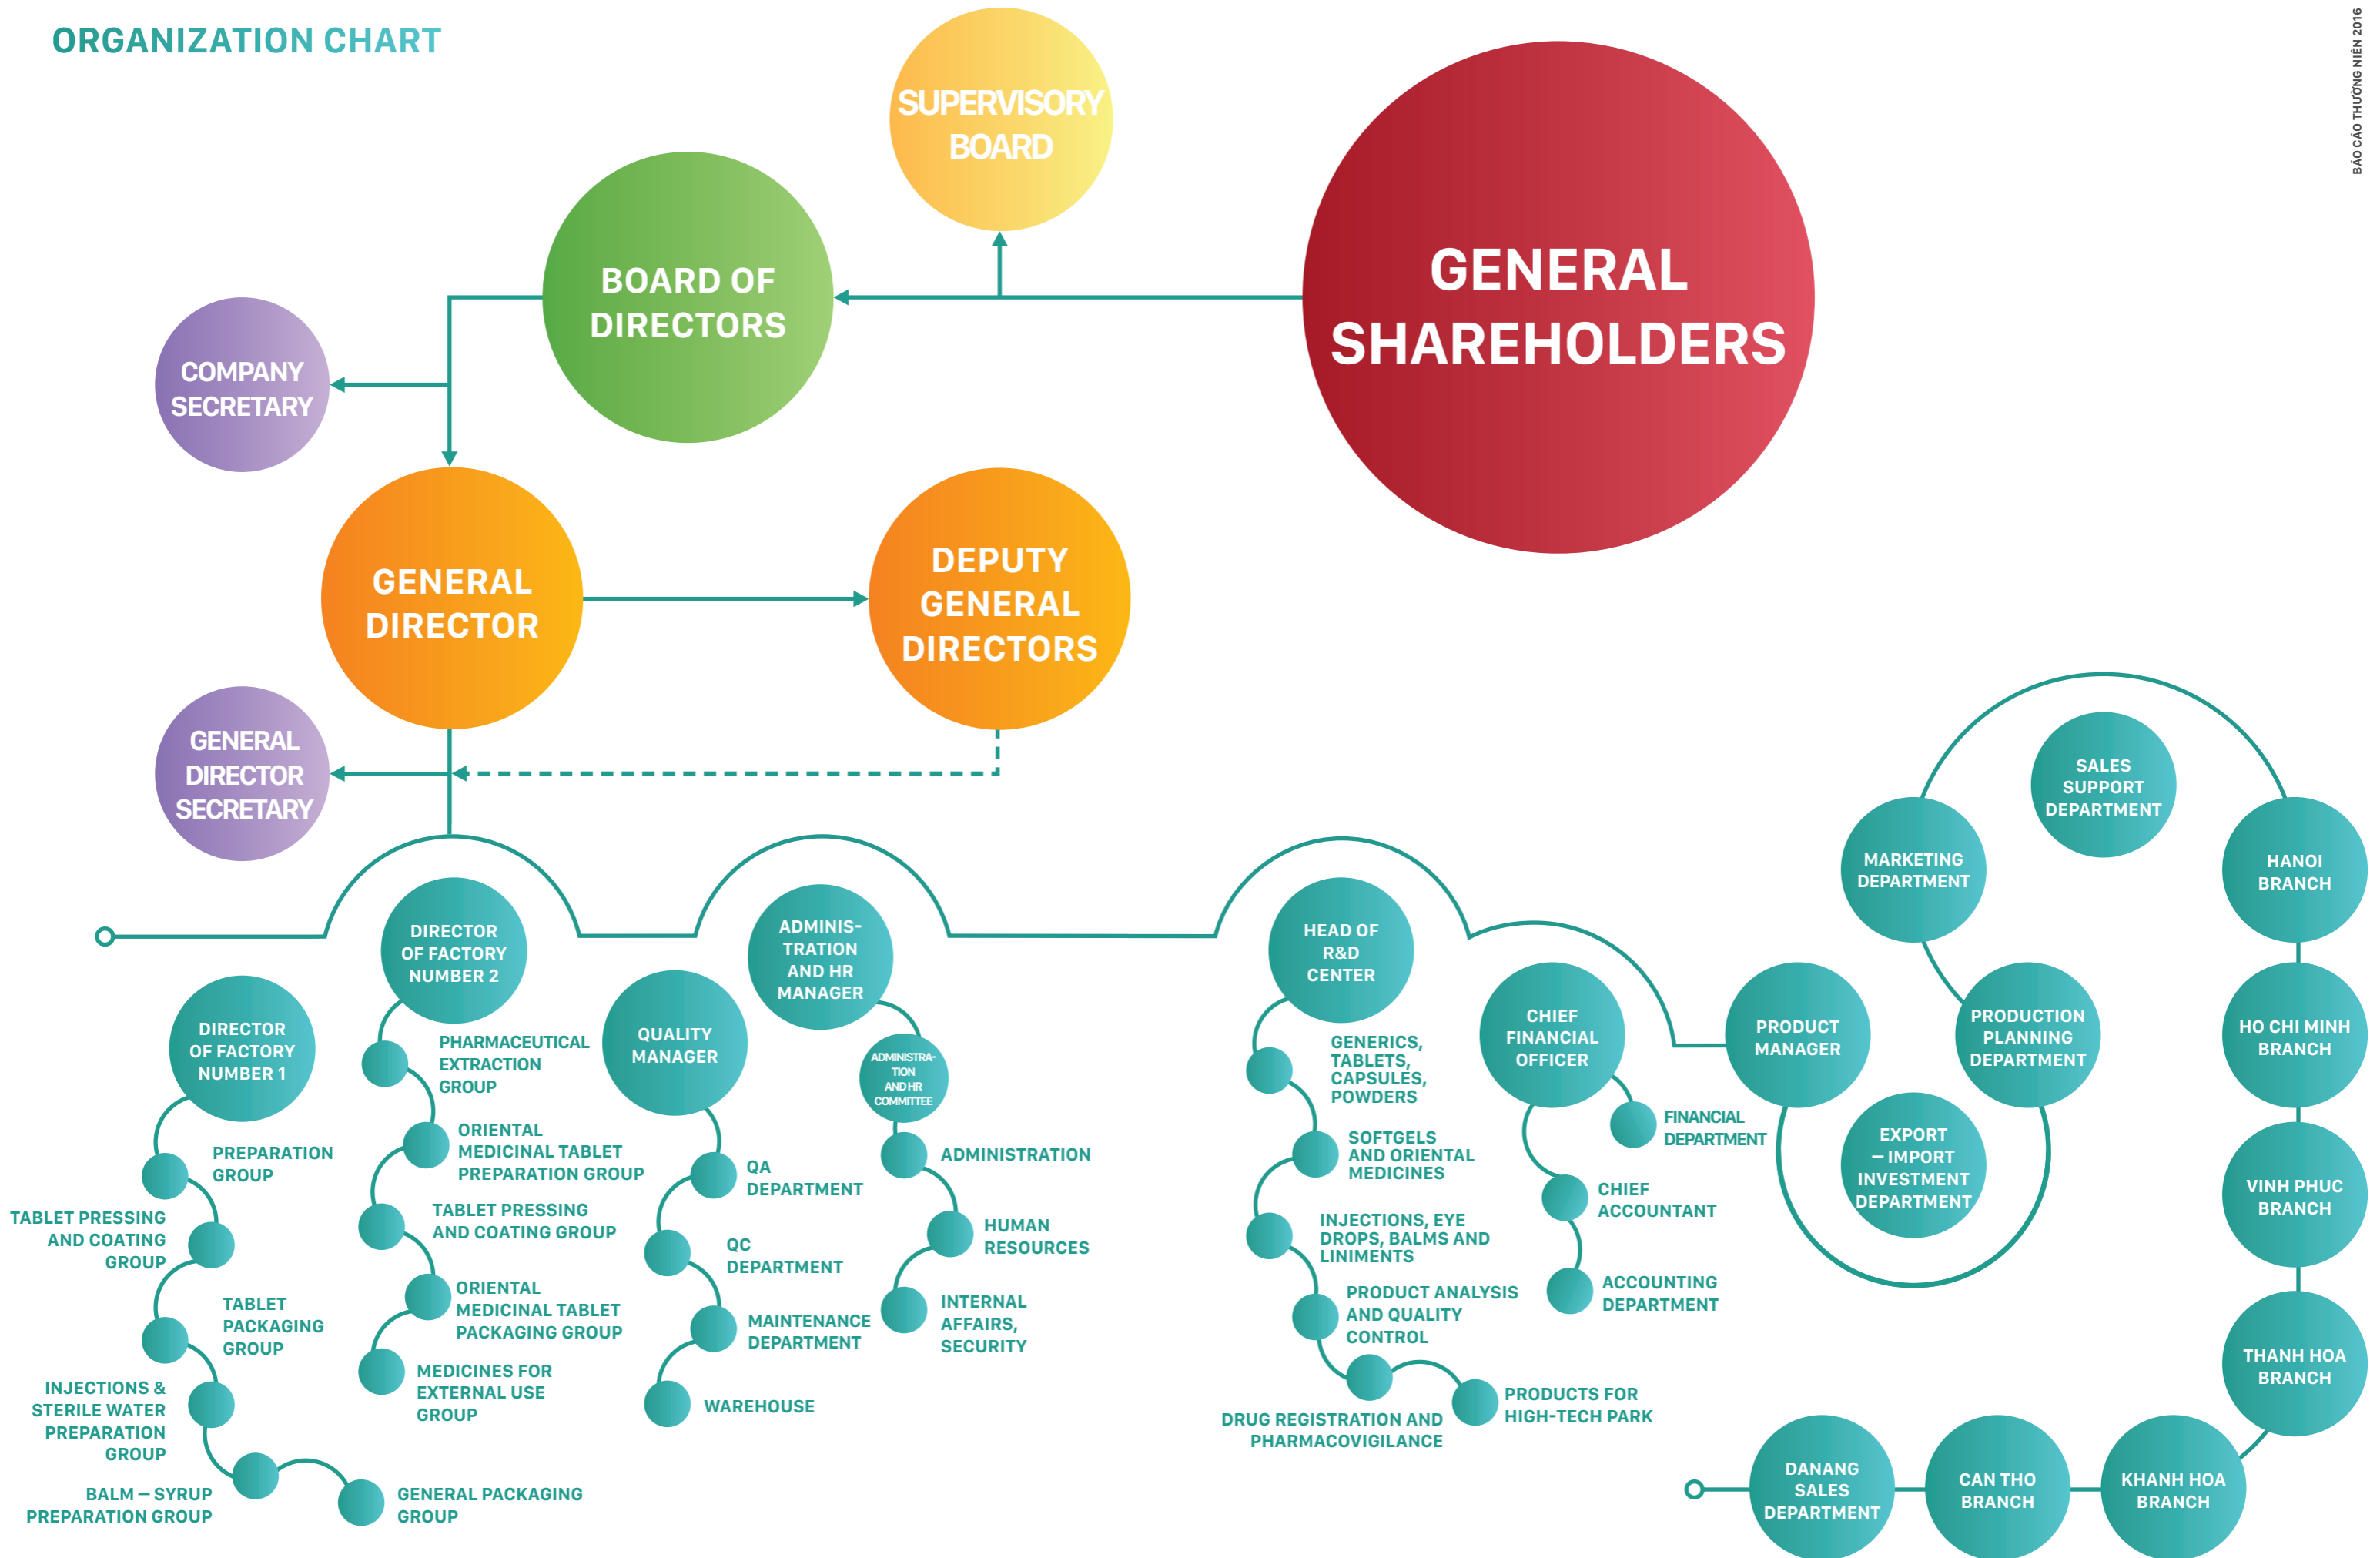 ORGANIZATION CHART
BÁO CÁO THƯỜNG NIÊN 2016
SUPERVISORY
BOARD
GENERAL
SHAREHOLDERS
BOARD OF
DIRECTORS
COMPANY
SECRETARY
GENERAL
DIRECTOR
DEPUTY
GENERAL
DIRECTORS
GENERAL
DIRECTOR
SECRETARY
DIRECTOR
OF FACTORY
NUMBER 1
PREPARATION
GROUP
TABLET PRESSING
AND COATING
GROUP
TABLET
PACKAGING
GROUP
INJECTIONS &
STERILE WATER
PREPARATION
GROUP
BALM – SYRUP
PREPARATION GROUP
GENERAL PACKAGING
GROUP
DIRECTOR
OF FACTORY
NUMBER 2
PHARMACEUTICAL
EXTRACTION
GROUP
ORIENTAL
MEDICINAL TABLET
PREPARATION GROUP
TABLET PRESSING
AND COATING GROUP
ORIENTAL
MEDICINAL TABLET
PACKAGING GROUP
MEDICINES FOR
EXTERNAL USE
GROUP
QUALITY
MANAGER
QA
DEPARTMENT
QC
DEPARTMENT
MAINTENANCE
DEPARTMENT
WAREHOUSE
ADMINIS-
TRATION
AND HR
MANAGER
ADMINISTRA-
TION
AND HR
COMMITTEE
ADMINISTRATION
HUMAN
RESOURCES
INTERNAL
AFFAIRS,
SECURITY
HEAD OF
R&D
CENTER
GENERICS,
TABLETS,
CAPSULES,
POWDERS
SOFTGELS
AND ORIENTAL
MEDICINES
INJECTIONS, EYE
DROPS, BALMS AND
LINIMENTS
PRODUCT ANALYSIS
AND QUALITY
CONTROL
DRUG REGISTRATION AND
PHARMACOVIGILANCE
PRODUCTS FOR
HIGH-TECH PARK
CHIEF
FINANCIAL
OFFICER
FINANCIAL
DEPARTMENT
CHIEF
ACCOUNTANT
ACCOUNTING
DEPARTMENT
PRODUCT
MANAGER
EXPORT
– IMPORT
INVESTMENT
DEPARTMENT
PRODUCTION
PLANNING
DEPARTMENT
MARKETING
DEPARTMENT
SALES
SUPPORT
DEPARTMENT
HANOI
BRANCH
HO CHI MINH
BRANCH
VINH PHUC
BRANCH
THANH HOA
BRANCH
KHANH HOA
BRANCH
CAN THO
BRANCH
DANANG
SALES
DEPARTMENT